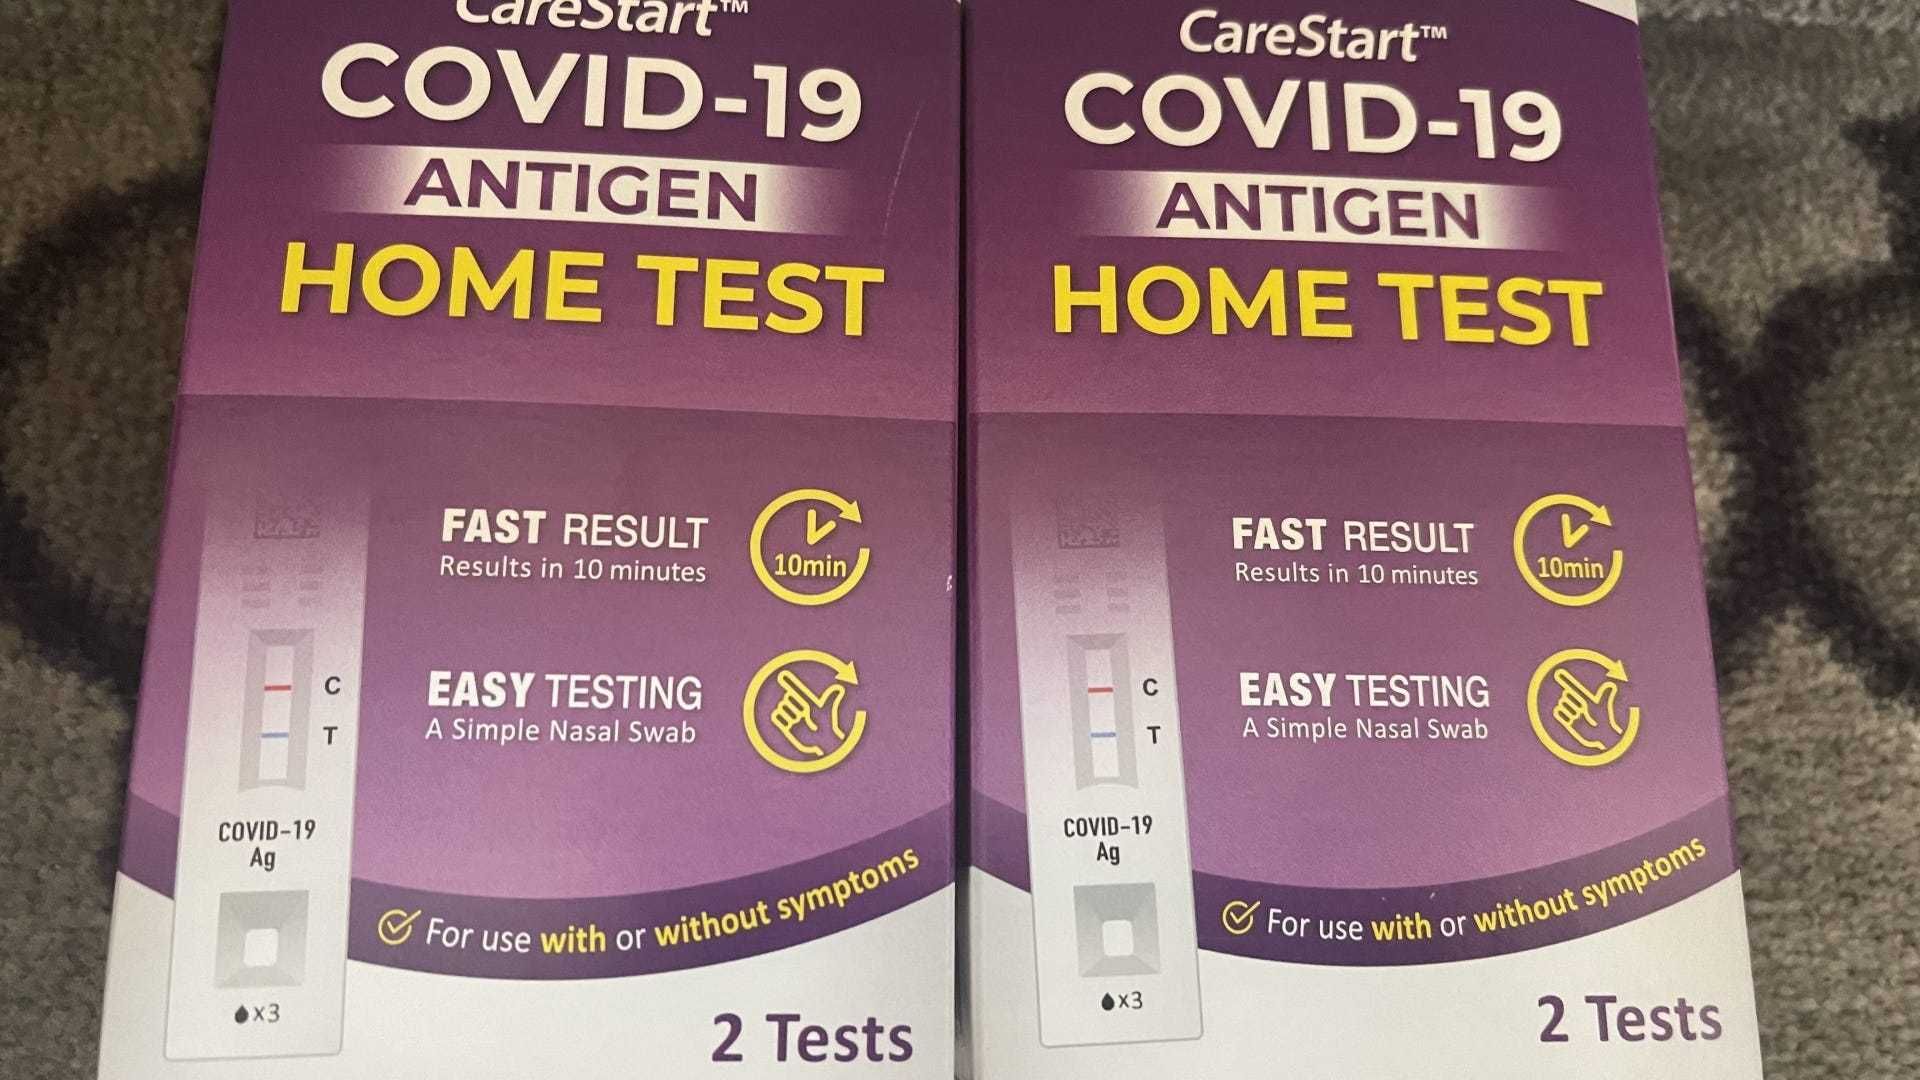 CareStart™
COVID-19
ANTIGEN
HOME TEST
FAST RESULT
Results in 10 minutes
10min
EASY TESTING
A Simple Nasal Swab
C
T
COVID-19
Ag
x3
For use with or without symptoms
2 Tests
CareStart™
COVID-19
ANTIGEN
HOME TEST
FAST RESULT
Results in 10 minutes
10min
EASY TESTING
A Simple Nasal Swab
C
T
COVID-19
Ag
x3
For use with or without symptoms
2 Tests